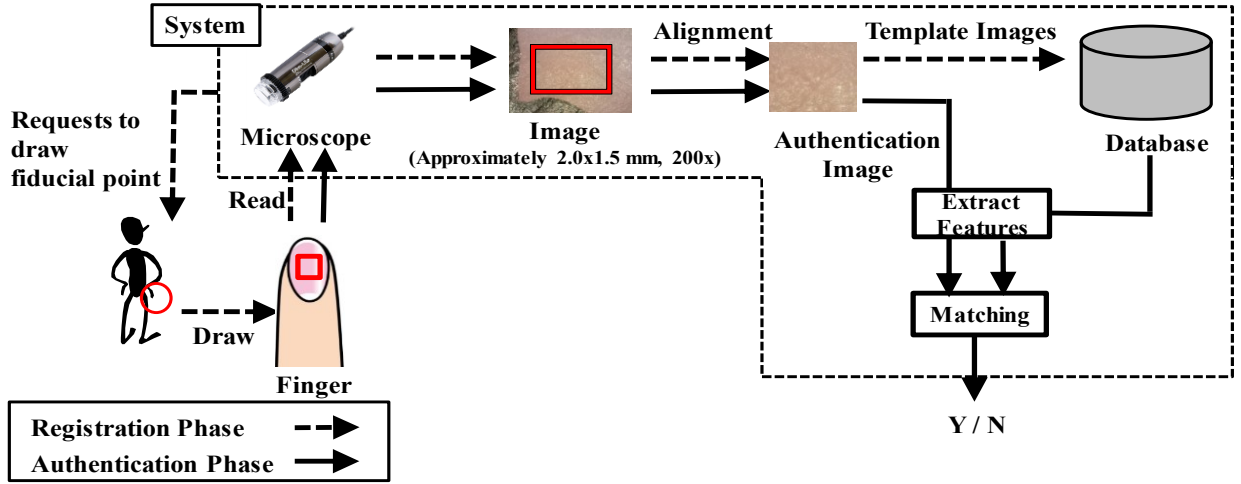 System
Requests to
draw
fiducial point
Microscope
Read
Draw
Finger
Image
(Approximately 2.0x1.5 mm, 200x)
Alignment
Authentication
Image
Template Images
Database
Extract
Features
Matching
Y / N
Registration Phase
Authentication Phase